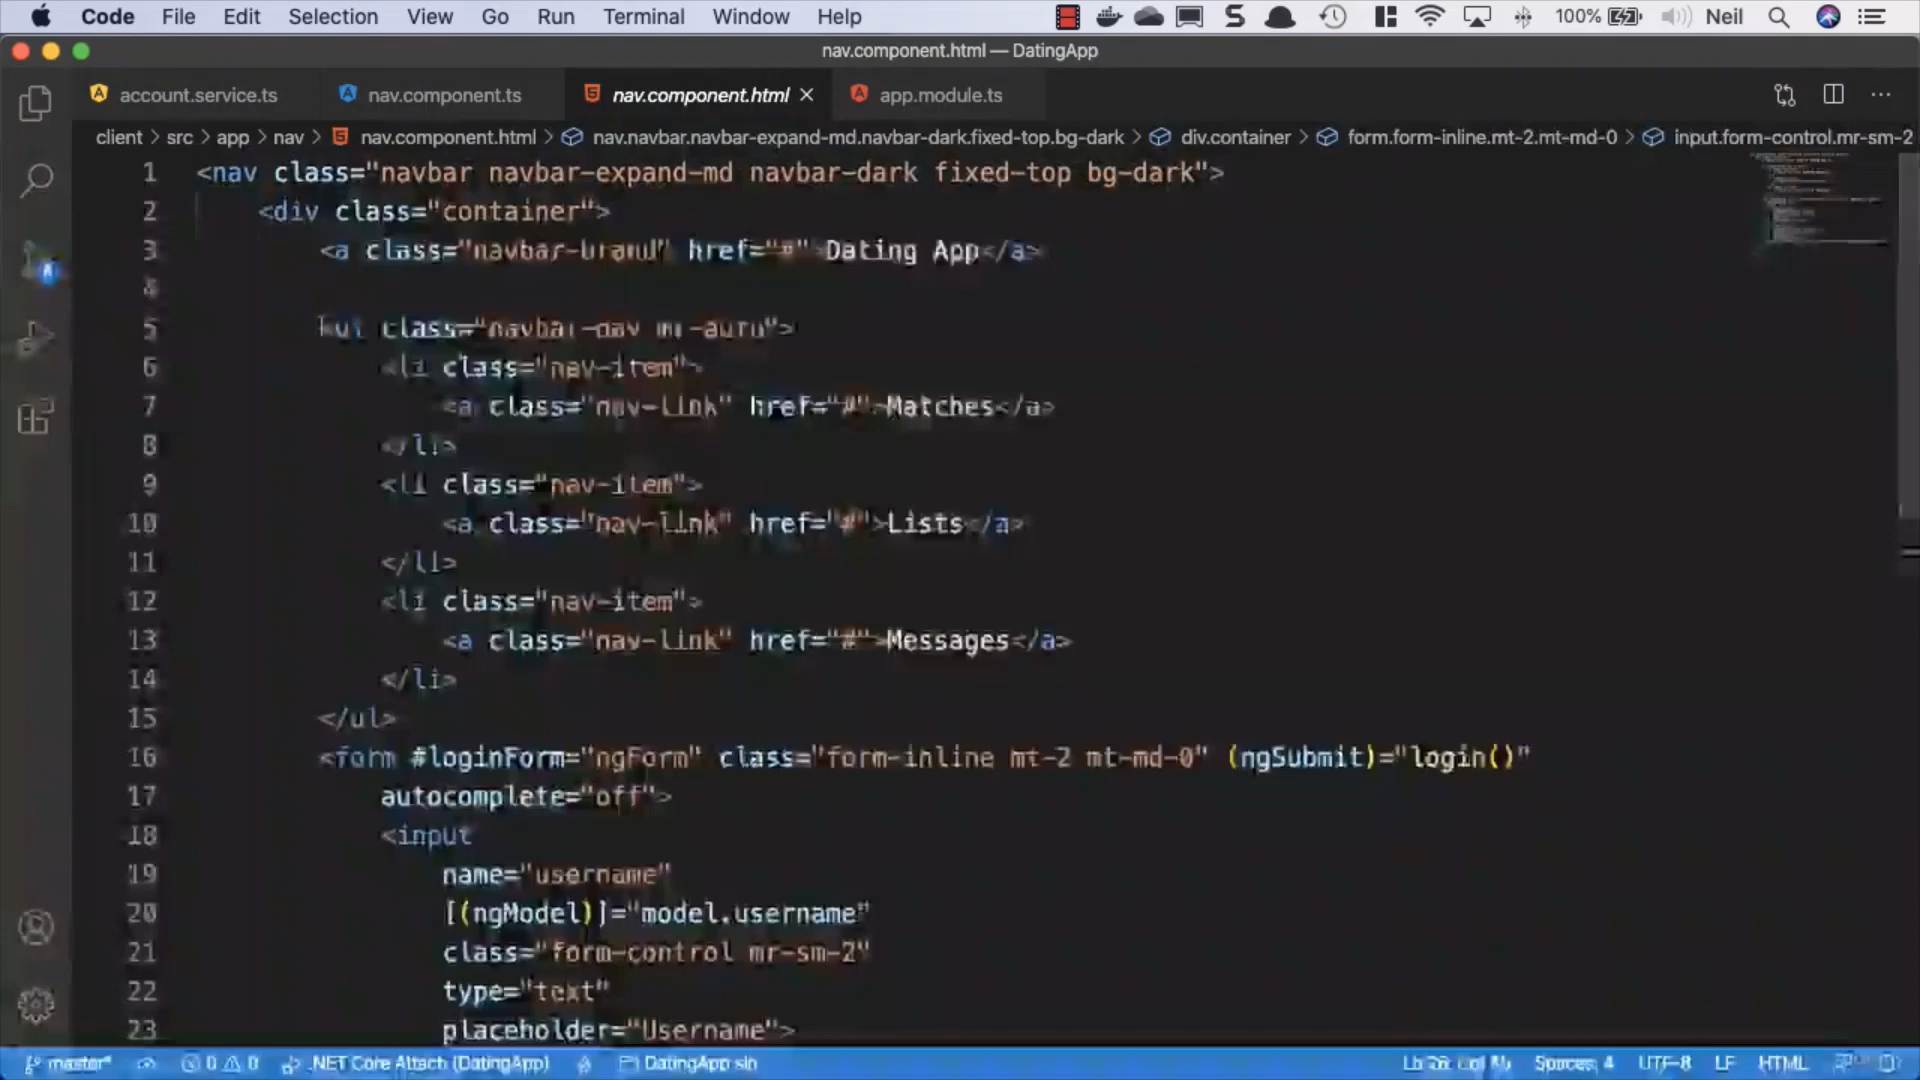 Code File Edit Selection View Go Run Terminal Window Help 100% Neil
nav.component.html — DatingApp
account.service.ts nav.component.ts nav.component.html app.module.ts
client > src > app > nav > nav.component.html > nav.navbar.navbar-expand-md.navbar-dark.fixed-top.bg-dark > div.container > form.form-inline.mt-2.mt-md-0 > input.form-control.mr-sm-2
1 <nav class="navbar navbar-expand-md navbar-dark fixed-top bg-dark">
2 <div class="container">
3 <a class="navbar-brand" href="#">Dating App</a>
4
5 <ul class="navbar-nav mr-auto">
6 <li class="nav-item">
7 <a class="nav-link" href="#">Matches</a>
8 </li>
9 <li class="nav-item">
10 <a class="nav-link" href="#">Lists</a>
11 </li>
12 <li class="nav-item">
13 <a class="nav-link" href="#">Messages</a>
14 </li>
15 </ul>
16 <form #loginForm="ngForm" class="form-inline mt-2 mt-md-0" (ngSubmit)="login()"
17 autocomplete="off">
18 <input
19 name="username"
20 [(ngModel)]="model.username"
21 class="form-control mr-sm-2"
22 type="text"
23 placeholder="Username">
master* 0 0 .NET Core Attach (DatingApp) DatingApp.sln Spaces: 4 UTF-8 LF HTML